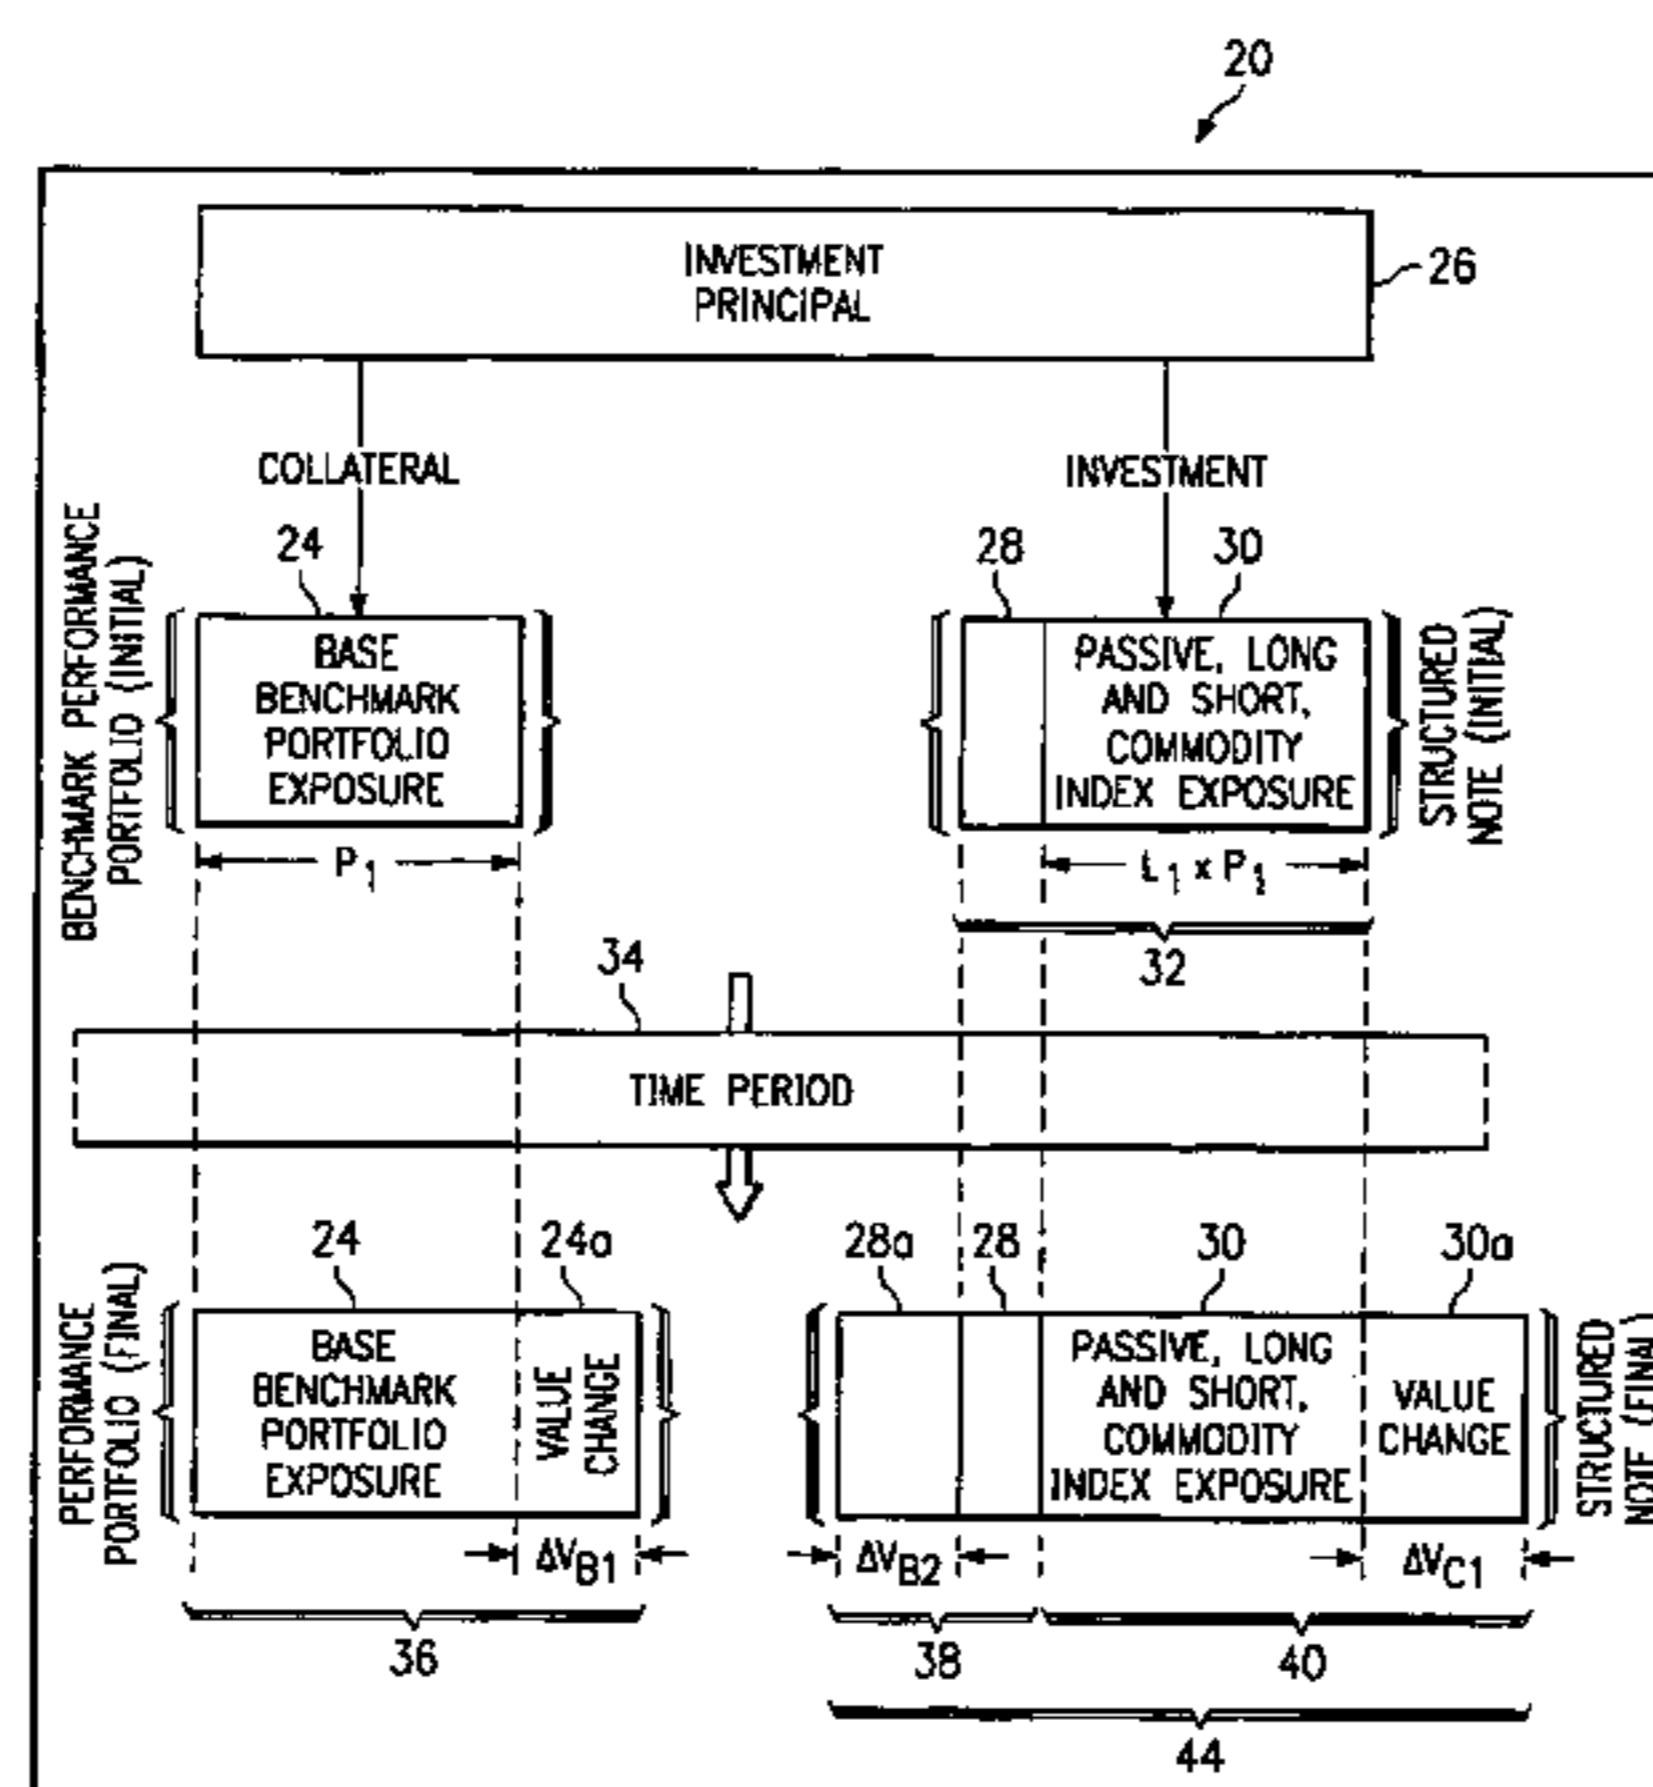 20
INVESTMENT
PRINCIPAL
26
COLLATERAL
INVESTMENT
BENCHMARK PERFORMANCE
PORTFOLIO (INITIAL)
24
28
30
BASE
BENCHMARK
PORTFOLIO
EXPOSURE
PASSIVE, LONG
AND SHORT,
COMMODITY
INDEX EXPOSURE
STRUCTURED
NOTE (INITIAL)
P1
L1 x P1
32
34
TIME PERIOD
24
24a
28a
28
30
30a
PERFORMANCE
PORTFOLIO (FINAL)
BASE
BENCHMARK
PORTFOLIO
EXPOSURE
VALUE
CHANGE
PASSIVE, LONG
AND SHORT,
COMMODITY
INDEX EXPOSURE
VALUE
CHANGE
STRUCTURED
NOTE (FINAL)
ΔVB1
ΔVB2
ΔVC1
36
38
40
44